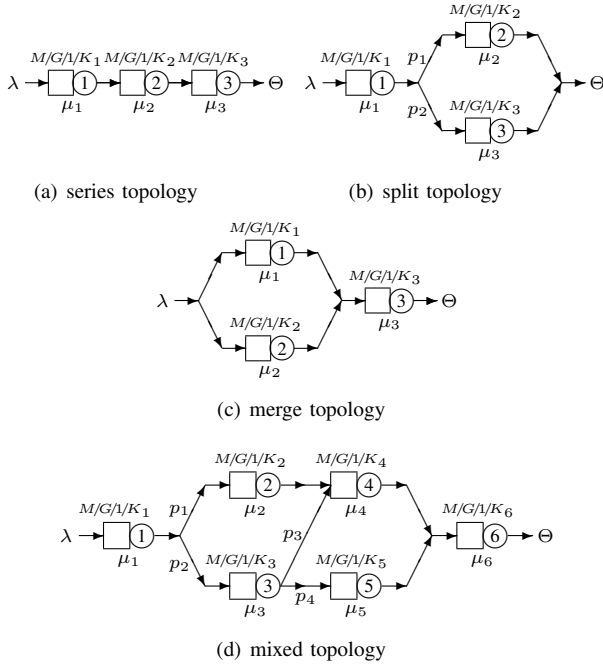 M/G/1/K₁ M/G/1/K₂ M/G/1/K₃
λ 1 2 3 Θ
μ₁ μ₂ μ₃
(a) series topology
M/G/1/K₂
M/G/1/K₁ p₁ 2
μ₂
λ 1 Θ
μ₁ p₂ M/G/1/K₃
3
μ₃
(b) split topology
M/G/1/K₁
1
μ₁ M/G/1/K₃
λ 3 Θ
M/G/1/K₂ μ₃
2
μ₂
(c) merge topology
M/G/1/K₂ M/G/1/K₄
2 4
M/G/1/K₁ p₁ μ₂ μ₄ M/G/1/K₆
λ 1 p₃ 6 Θ
μ₁ p₂ M/G/1/K₃ M/G/1/K₅ μ₆
3 5
μ₃ p₄ μ₅
(d) mixed topology